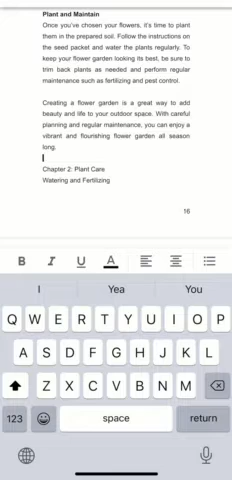 Plant and Maintain
Once you've chosen your flowers, it's time to plant
them in the prepared soil. Follow the instructions on
the seed packet and water the plants regularly. To
keep your flower garden looking its best, be sure to
trim back plants as needed and perform regular
maintenance such as fertilizing and pest control.
Creating a flower garden is a great way to add
beauty and life to your outdoor space. With careful
planning and regular maintenance, you can enjoy a
vibrant and flourishing flower garden all season
long.
Chapter 2: Plant Care
Watering and Fertilizing
16
B I U A
I Yea You
Q W E R T Y U I O P
A S D F G H J K L
Z X C V B N M
123 space return